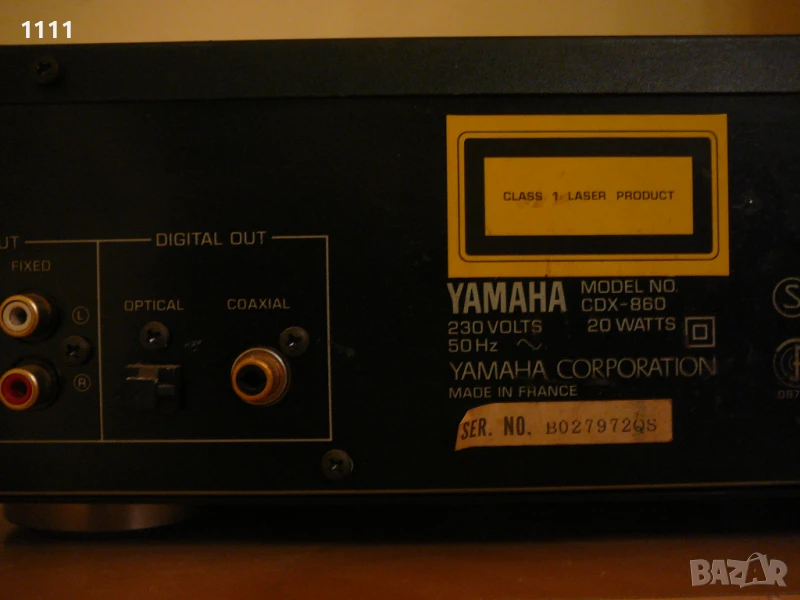 1111
CLASS 1 LASER PRODUCT
UT
DIGITAL OUT
FIXED
OPTICAL
COAXIAL
L
R
YAMAHA
MODEL NO.
CDX-860
230 VOLTS 20 WATTS
50 Hz ~
YAMAHA CORPORATION
MADE IN FRANCE
SER. NO. B027972QS
S
BAZAR